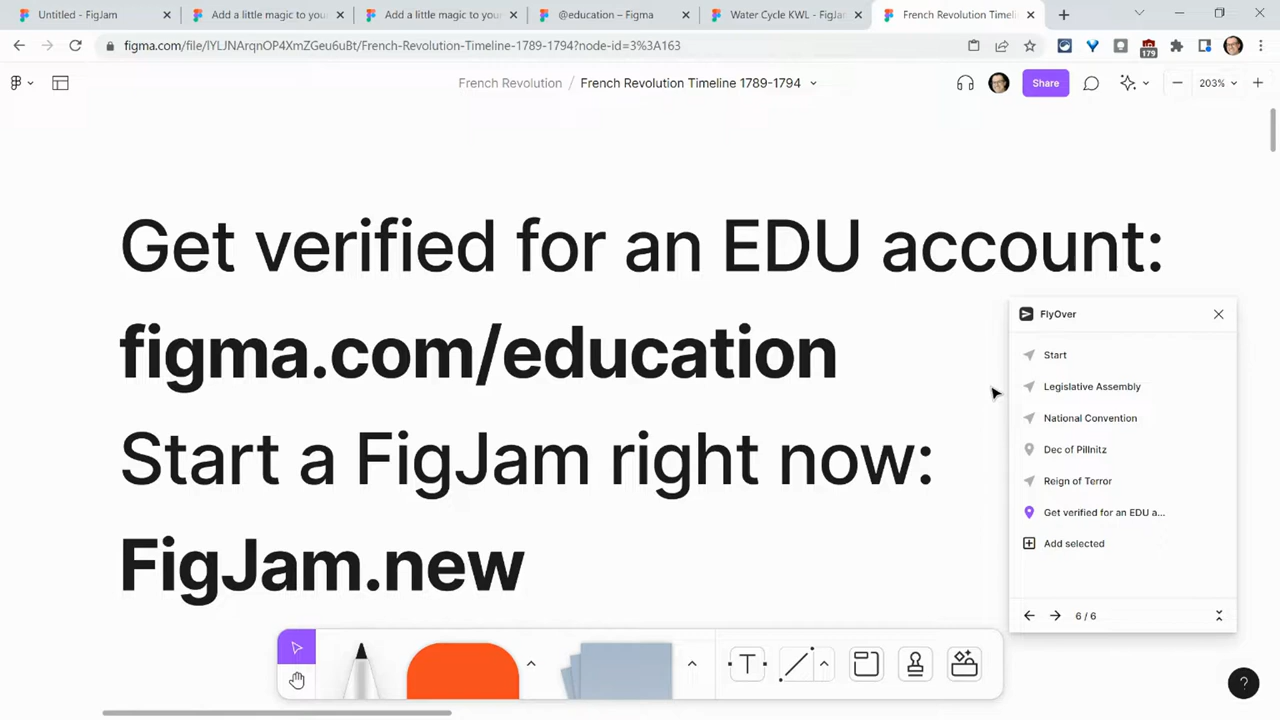 Untitled - FigJam
Add a little magic to your
Add a little magic to your
@education – Figma
Water Cycle KWL - FigJam
French Revolution Timeli
figma.com/file/lYLJNArqnOP4XmZGeu6uBt/French-Revolution-Timeline-1789-1794?node-id=3%3A163
179
French Revolution / French Revolution Timeline 1789-1794
Share
203%
Get verified for an EDU account:
figma.com/education
Start a FigJam right now:
FigJam.new
FlyOver
Start
Legislative Assembly
National Convention
Dec of Pillnitz
Reign of Terror
Get verified for an EDU a...
Add selected
6 / 6
T
?